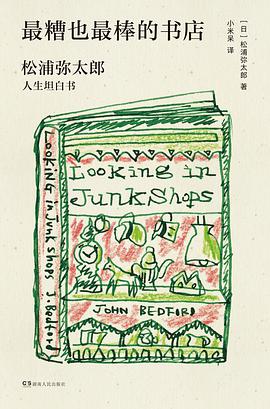 最糟也最棒的书店
松浦弥太郎
人生坦白书
[日] 松浦弥太郎 著
小米呆 译
Looking in Junk Shops J. Bedford
Looking in
Junk Shops
JOHN BEDFORD
CS 湖南人民出版社